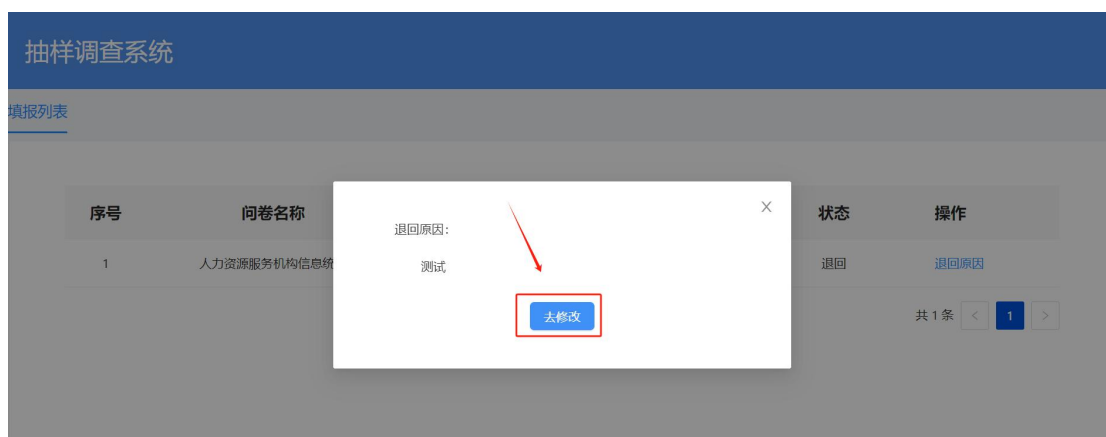 抽样调查系统
填报列表
序号 问卷名称 状态 操作
退回原因：
1 人力资源服务机构信息统 测试 退回 退回原因
去修改
共 1 条 < 1 >